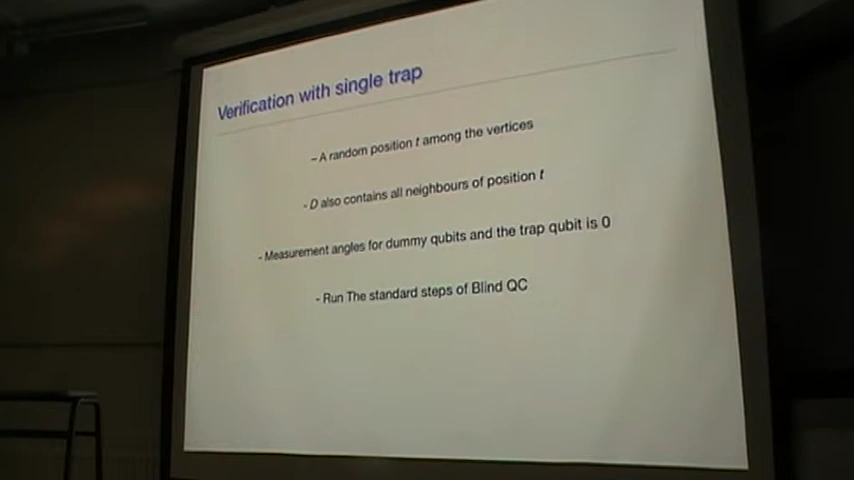 Verification with single trap
– A random position t among the vertices
- D also contains all neighbours of position t
- Measurement angles for dummy qubits and the trap qubit is 0
- Run The standard steps of Blind QC